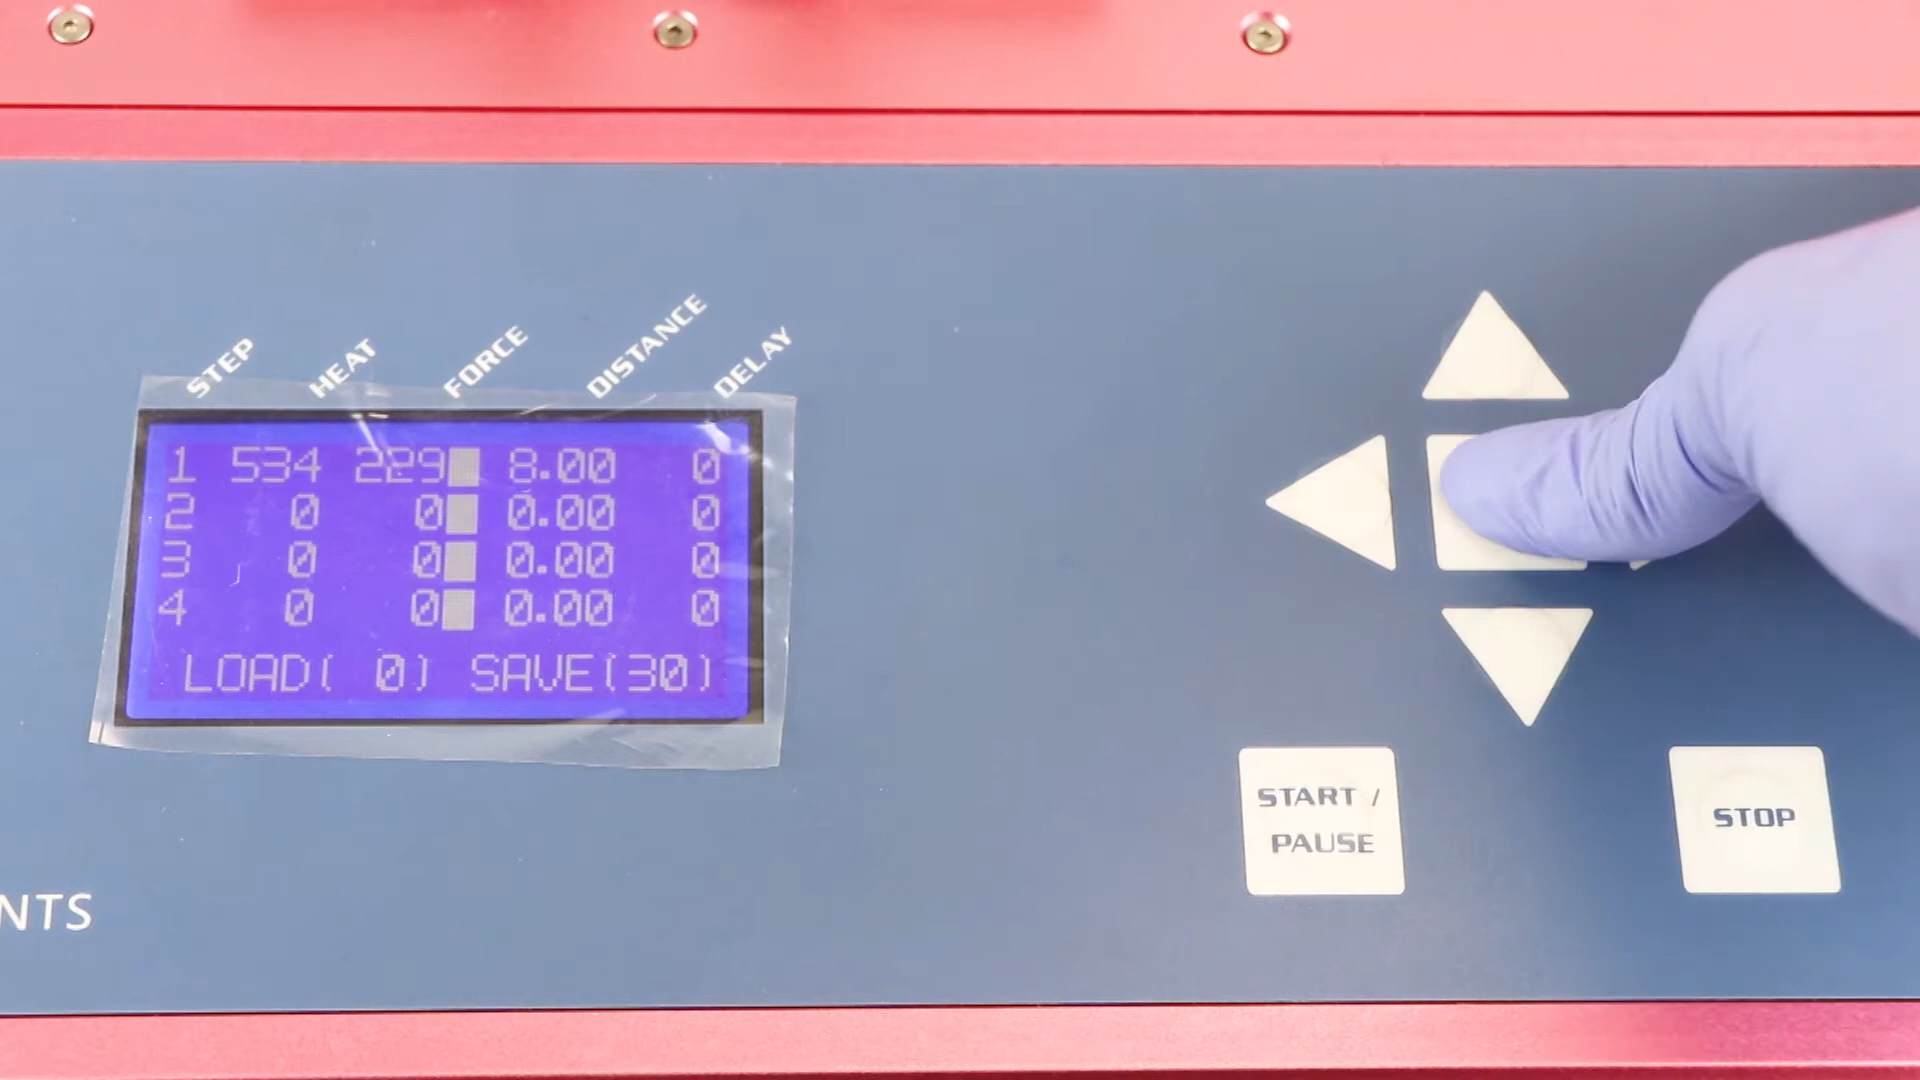 STEP HEAT FORCE DISTANCE DELAY
1 534 229 8.00 0
2 0 0 0.00 0
3 0 0 0.00 0
4 0 0 0.00 0
LOAD( 0) SAVE(30)
START /
PAUSE
STOP
NTS